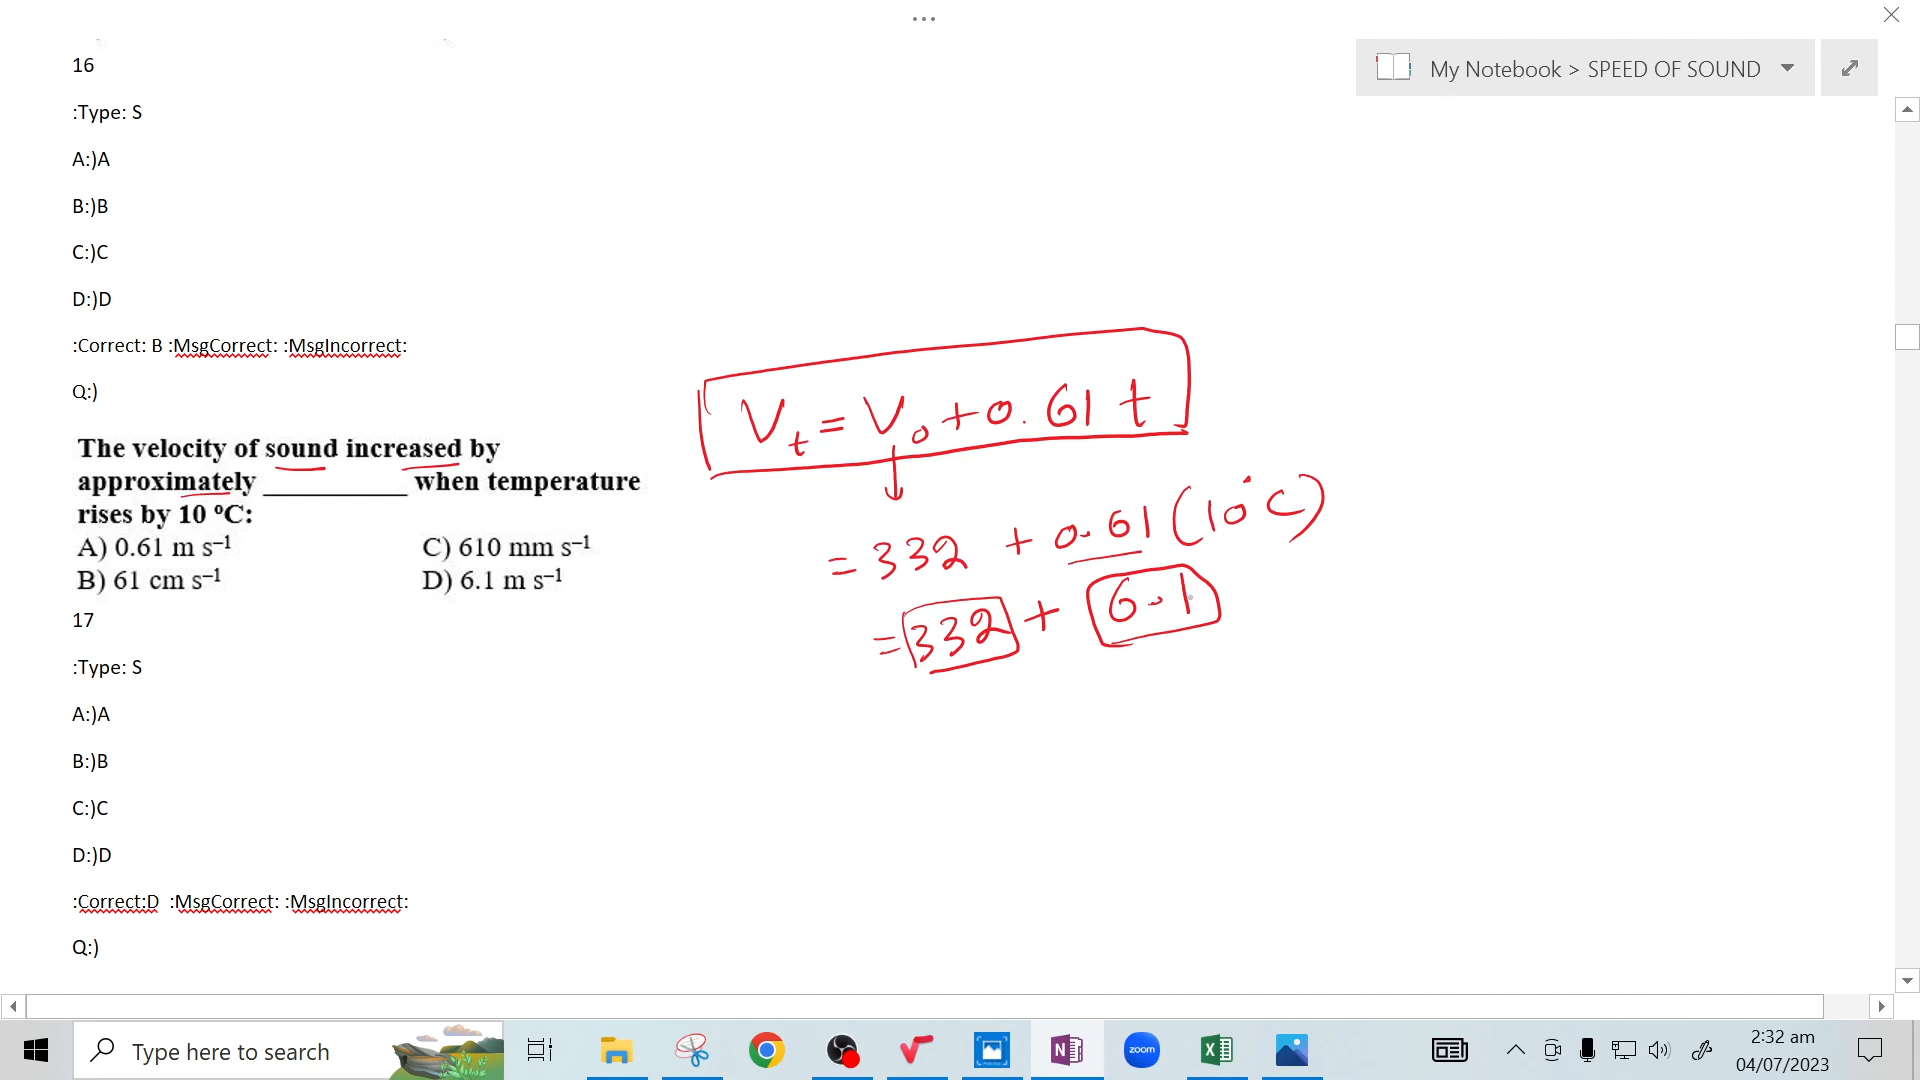 My Notebook > SPEED OF SOUND
16
:Type: S
A:)A
B:)B
C:)C
D:)D
:Correct: B :MsgCorrect: :MsgIncorrect:
Q:)
The velocity of sound increased by
approximately __________ when temperature
rises by 10 ºC:
A) 0.61 m s⁻¹ C) 610 mm s⁻¹
B) 61 cm s⁻¹ D) 6.1 m s⁻¹
Vt = V₀ + 0.61 t
= 332 + 0.61 (10°C)
= 332 + 6.1
17
:Type: S
A:)A
B:)B
C:)C
D:)D
:Correct:D :MsgCorrect: :MsgIncorrect:
Q:)
Type here to search
zoom
2:32 am
04/07/2023